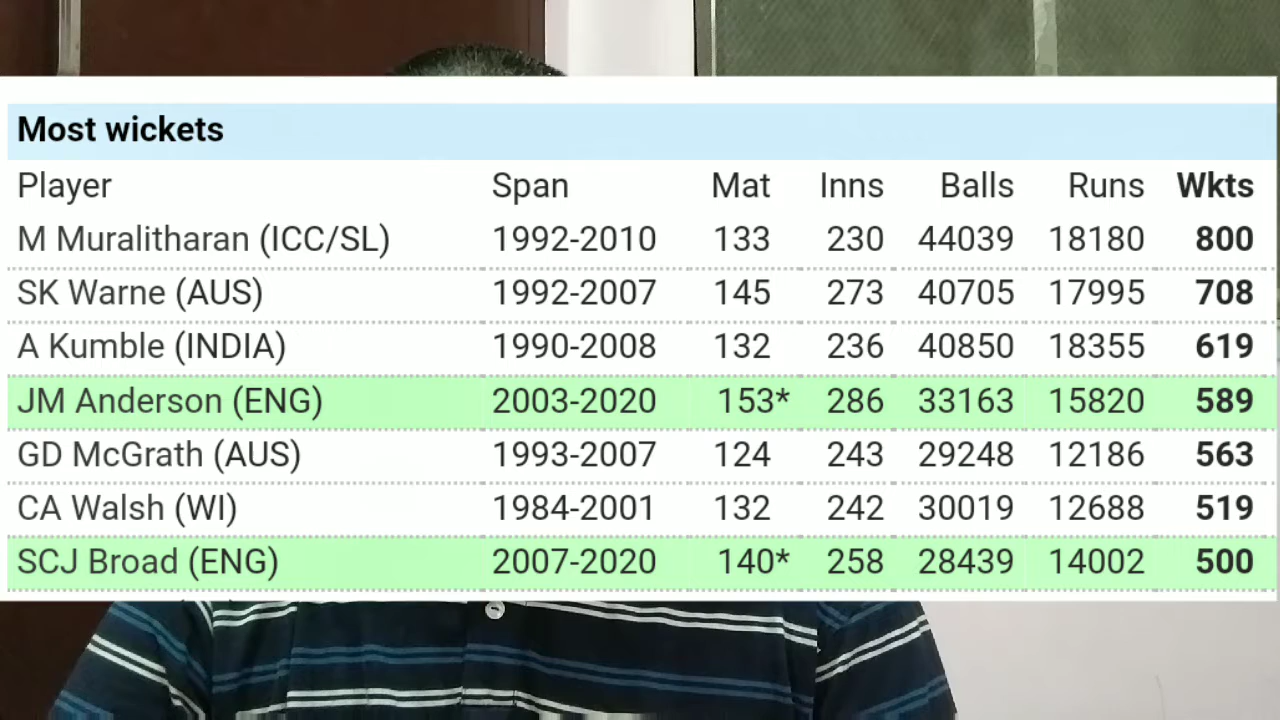 Most wickets
Player Span Mat Inns Balls Runs Wkts
M Muralitharan (ICC/SL) 1992-2010 133 230 44039 18180 800
SK Warne (AUS) 1992-2007 145 273 40705 17995 708
A Kumble (INDIA) 1990-2008 132 236 40850 18355 619
JM Anderson (ENG) 2003-2020 153* 286 33163 15820 589
GD McGrath (AUS) 1993-2007 124 243 29248 12186 563
CA Walsh (WI) 1984-2001 132 242 30019 12688 519
SCJ Broad (ENG) 2007-2020 140* 258 28439 14002 500